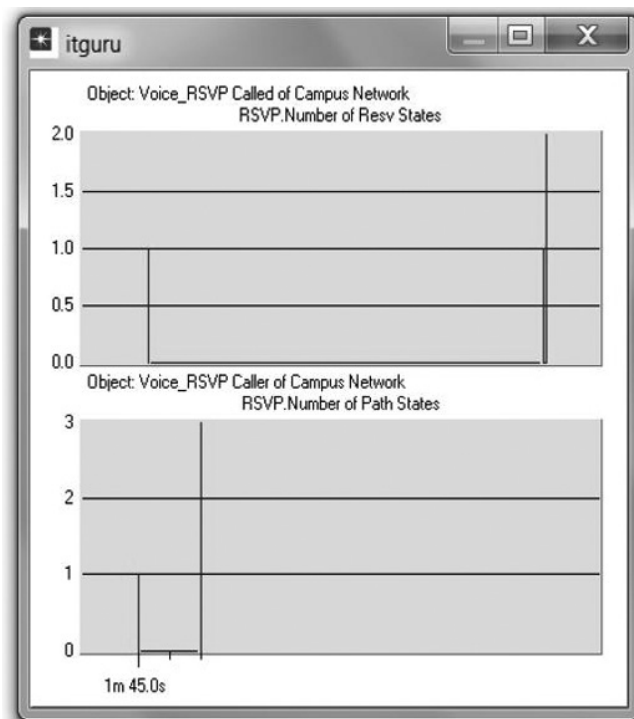 itguru
Object: Voice_RSVP Called of Campus Network
RSVP.Number of Resv States
2.0
1.5
1.0
0.5
0.0
Object: Voice_RSVP Caller of Campus Network
RSVP.Number of Path States
3
2
1
0
1m 45.0s